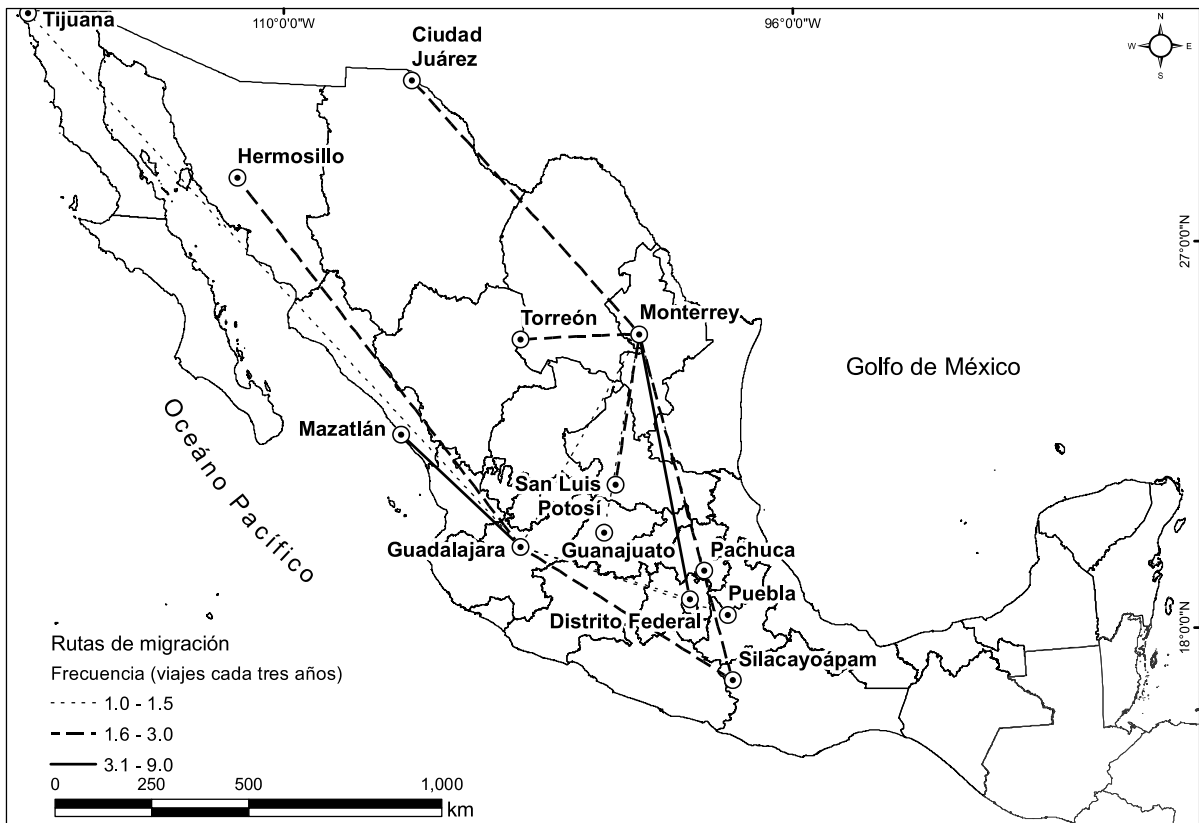 110°0'0"W
96°0'0"W
N
W
E
S
Tijuana
Ciudad
Juárez
Hermosillo
27°0'0"N
Torreón
Monterrey
Golfo de México
Mazatlán
Oceáno Pacífico
San Luis
Potosí
Guadalajara
Guanajuato
Pachuca
Puebla
Distrito Federal
18°0'0"N
Silacayoápam
Rutas de migración
Frecuencia (viajes cada tres años)
1.0 - 1.5
1.6 - 3.0
3.1 - 9.0
0 250 500 1,000
km